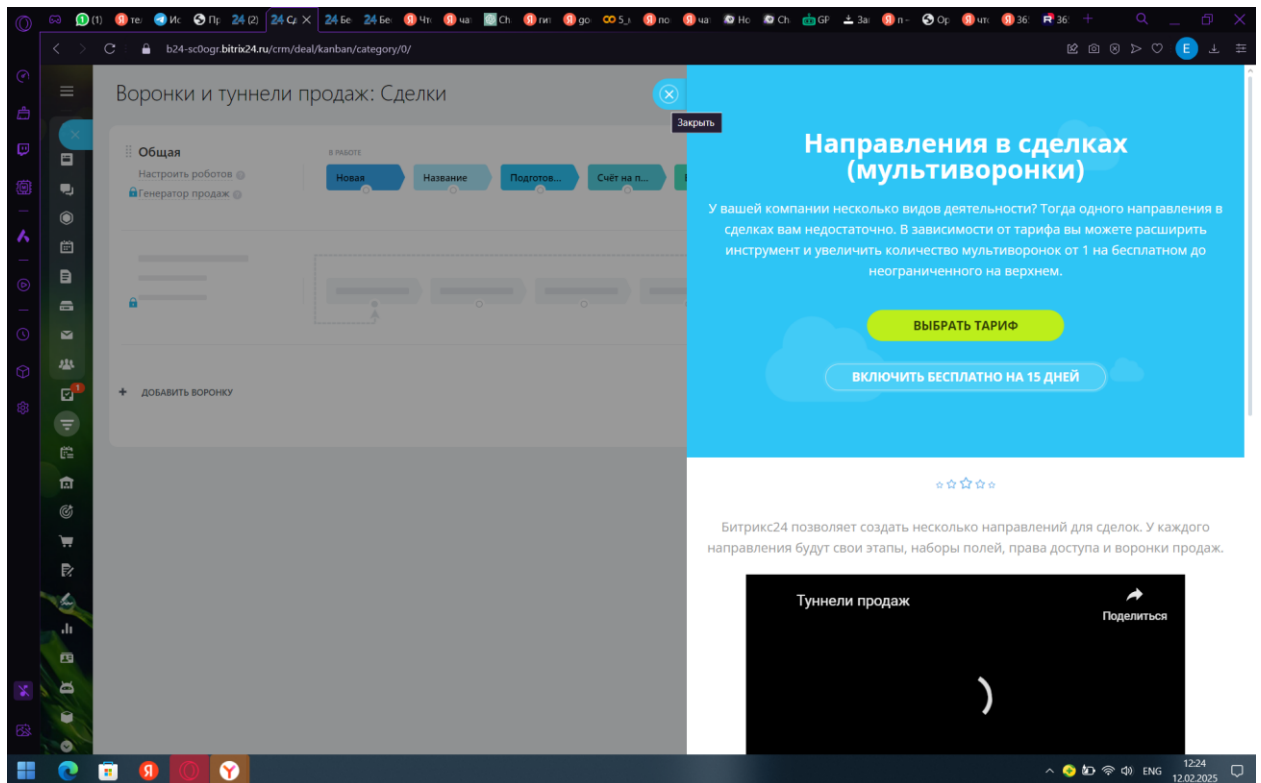 (1)
24 (2)
b24-sc0ogr.bitrix24.ru/crm/deal/kanban/category/0/
E
Воронки и туннели продаж: Сделки
Закрыть
Общая
Настроить роботов
Генератор продаж
В РАБОТЕ
Новая
Название
Подготов...
Счёт на п...
+ ДОБАВИТЬ ВОРОНКУ
1
Направления в сделках
(мультиворонки)
У вашей компании несколько видов деятельности? Тогда одного направления в
сделках вам недостаточно. В зависимости от тарифа вы можете расширить
инструмент и увеличить количество мультиворонок от 1 на бесплатном до
неограниченного на верхнем.
ВЫБРАТЬ ТАРИФ
ВКЛЮЧИТЬ БЕСПЛАТНО НА 15 ДНЕЙ
Битрикс24 позволяет создать несколько направлений для сделок. У каждого
направления будут свои этапы, наборы полей, права доступа и воронки продаж.
Туннели продаж
Поделиться
ENG
12:24
12.02.2025